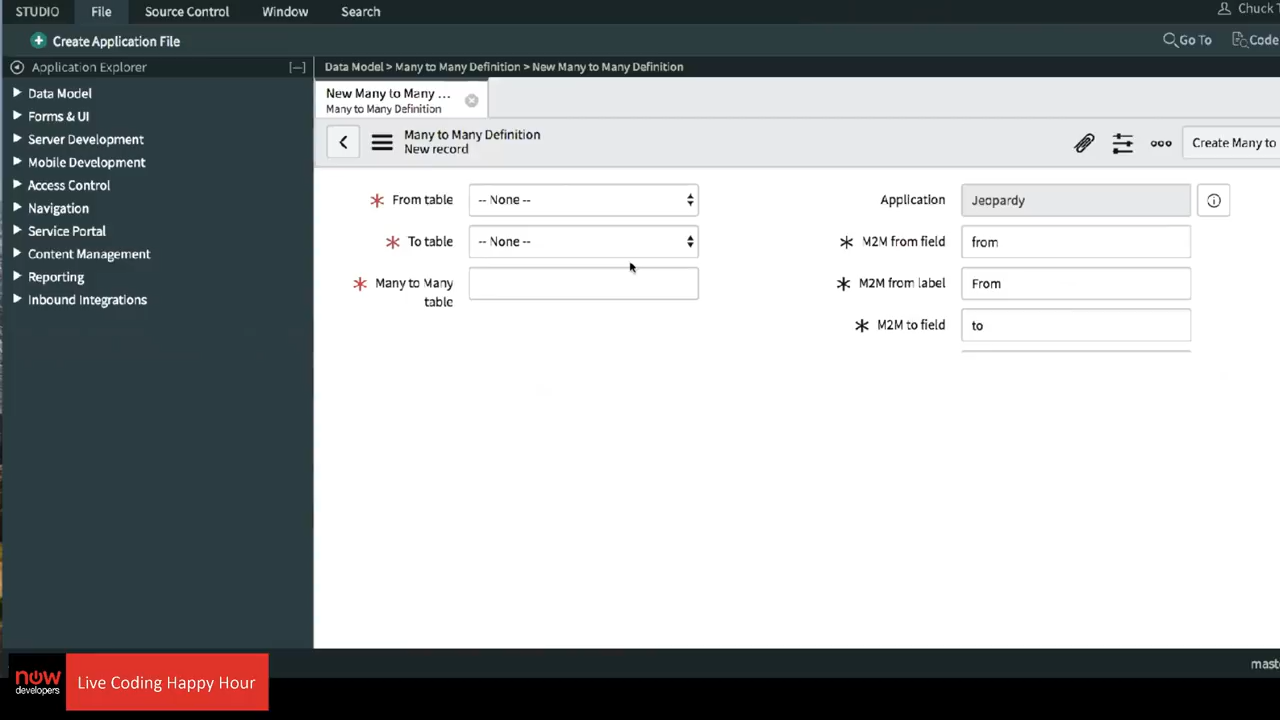 STUDIO File Source Control Window Search Chuck
Create Application File Go To Code
Application Explorer [—] Data Model > Many to Many Definition > New Many to Many Definition
Data Model
Forms & UI
Server Development
Mobile Development
Access Control
Navigation
Service Portal
Content Management
Reporting
Inbound Integrations
New Many to Many ...
Many to Many Definition
Many to Many Definition
New record
Create Many to
From table -- None --
To table -- None --
Many to Many
table
Application Jeopardy
M2M from field from
M2M from label From
M2M to field to
now
developers
Live Coding Happy Hour